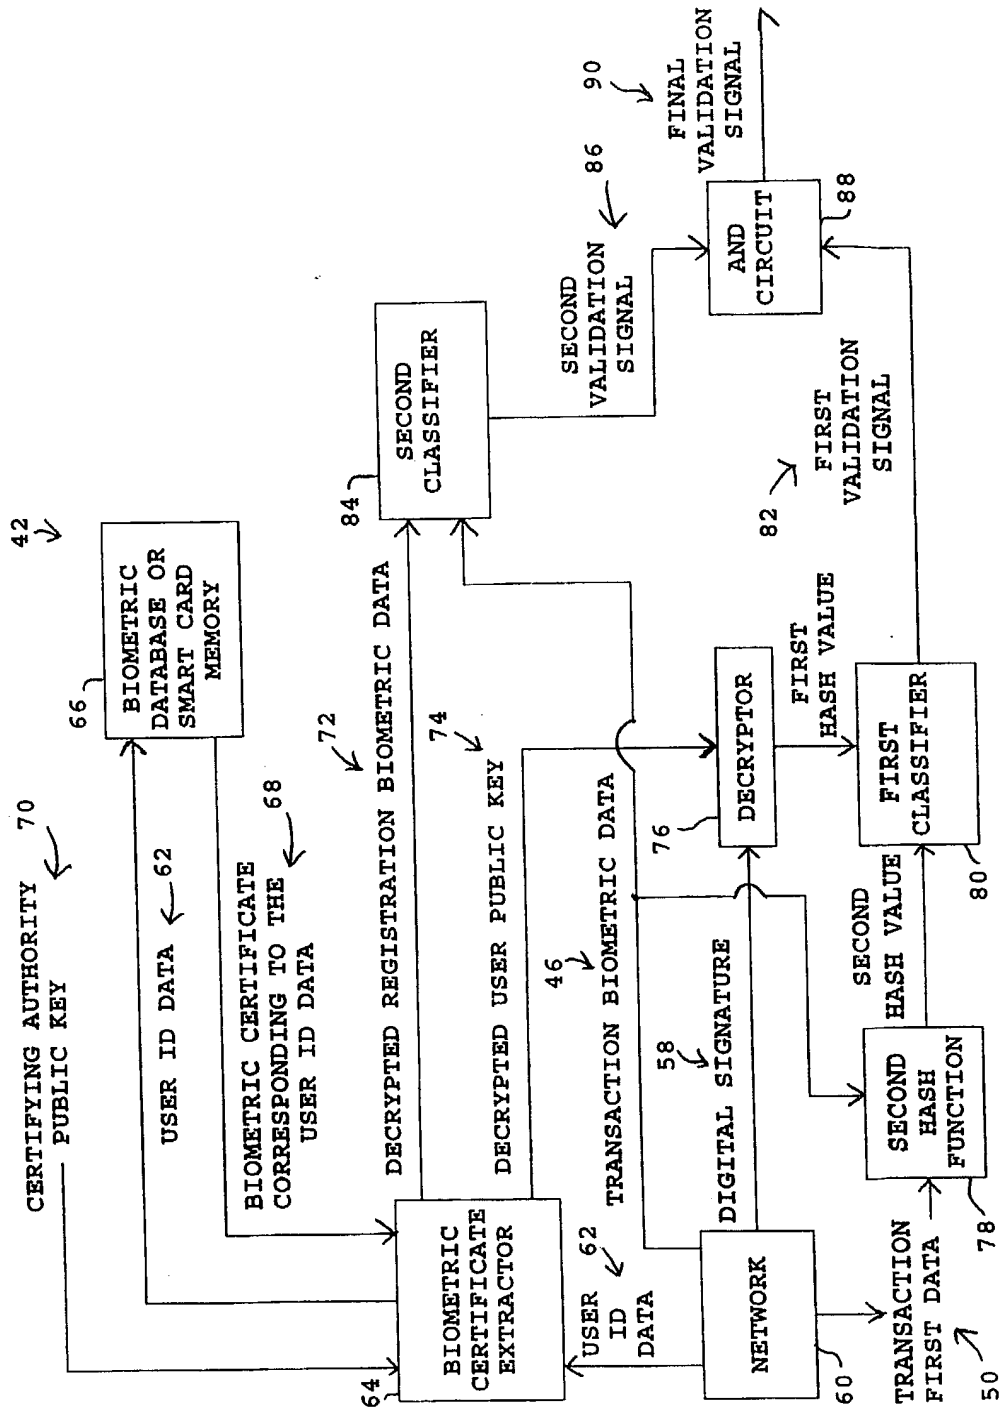 42
CERTIFYING AUTHORITY
PUBLIC KEY
70
66
BIOMETRIC
DATABASE OR
SMART CARD
MEMORY
USER ID DATA
62
BIOMETRIC CERTIFICATE
CORRESPONDING TO THE
USER ID DATA
68
64
BIOMETRIC
CERTIFICATE
EXTRACTOR
72
DECRYPTED REGISTRATION BIOMETRIC DATA
74
DECRYPTED USER PUBLIC KEY
84
SECOND
CLASSIFIER
SECOND
VALIDATION
SIGNAL
86
90
FINAL
VALIDATION
SIGNAL
AND
CIRCUIT
88
USER
ID
DATA
62
46
TRANSACTION BIOMETRIC DATA
58
DIGITAL SIGNATURE
NETWORK
60
76
DECRYPTOR
FIRST
HASH VALUE
82
FIRST
VALIDATION
SIGNAL
FIRST
CLASSIFIER
80
SECOND
HASH VALUE
SECOND
HASH
FUNCTION
78
TRANSACTION
FIRST DATA
50